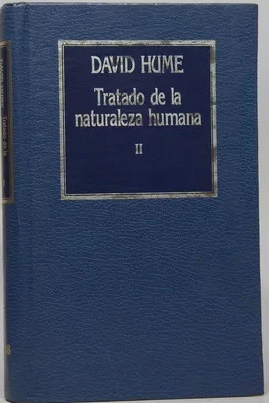 DAVID HUME
Tratado de la
naturaleza humana
II